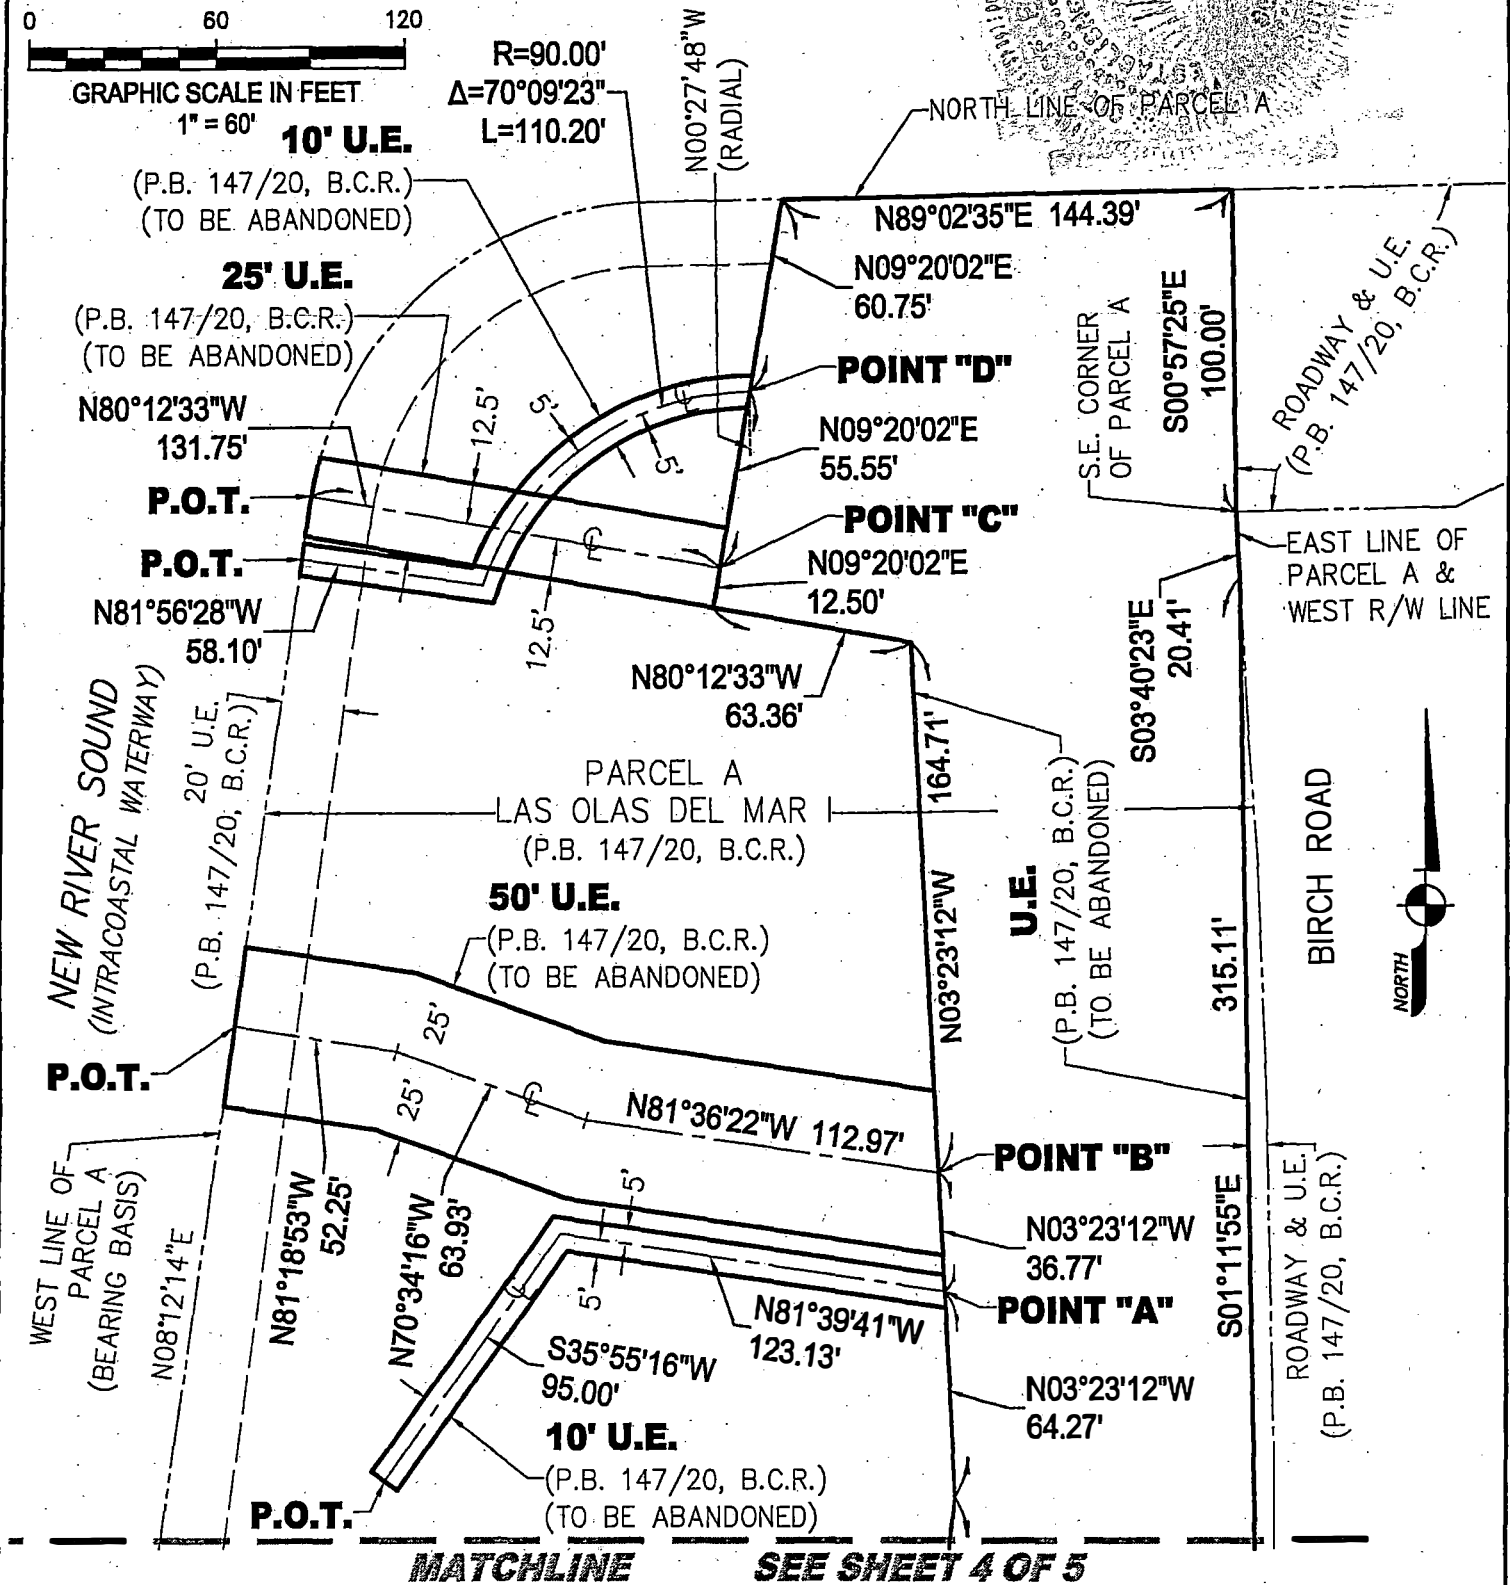 0 60 120
GRAPHIC SCALE IN FEET
1" = 60'
R=90.00'
Δ=70°09'23"
L=110.20'
N00°27'48"W
(RADIAL)
NORTH LINE OF PARCEL A
10' U.E.
(P.B. 147/20, B.C.R.)
(TO BE ABANDONED)
N89°02'35"E 144.39'
25' U.E.
(P.B. 147/20, B.C.R.)
(TO BE ABANDONED)
N09°20'02"E
60.75'
ROADWAY & U.E.
(P.B. 147/20, B.C.R.)
S00°57'25"E
100.00'
S.E. CORNER
OF PARCEL A
POINT "D"
N80°12'33"W
131.75'
12.5'
5'
5'
N09°20'02"E
55.55'
P.O.T.
POINT "C"
℄
℄
P.O.T.
N09°20'02"E
12.50'
EAST LINE OF
PARCEL A &
WEST R/W LINE
N81°56'28"W
58.10'
12.5'
S03°40'23"E
20.41'
N80°12'33"W
63.36'
NEW RIVER SOUND
(INTRACOASTAL WATERWAY)
20' U.E.
(P.B. 147/20, B.C.R.)
164.71'
PARCEL A
LAS OLAS DEL MAR I
(P.B. 147/20, B.C.R.)
U.E.
(P.B. 147/20, B.C.R.)
(TO BE ABANDONED)
BIRCH ROAD
50' U.E.
(P.B. 147/20, B.C.R.)
(TO BE ABANDONED)
N03°23'12"W
315.11'
NORTH
25'
25'
P.O.T.
℄
N81°36'22"W 112.97'
POINT "B"
WEST LINE OF
PARCEL A
(BEARING BASIS)
N08°12'14"E
N81°18'53"W
52.25'
N70°34'16"W
63.93'
5'
5'
N03°23'12"W
36.77'
S01°11'55"E
ROADWAY & U.E.
(P.B. 147/20, B.C.R.)
POINT "A"
℄
N81°39'41"W
123.13'
S35°55'16"W
95.00'
N03°23'12"W
64.27'
10' U.E.
(P.B. 147/20, B.C.R.)
(TO BE ABANDONED)
P.O.T.
MATCHLINE SEE SHEET 4 OF 5